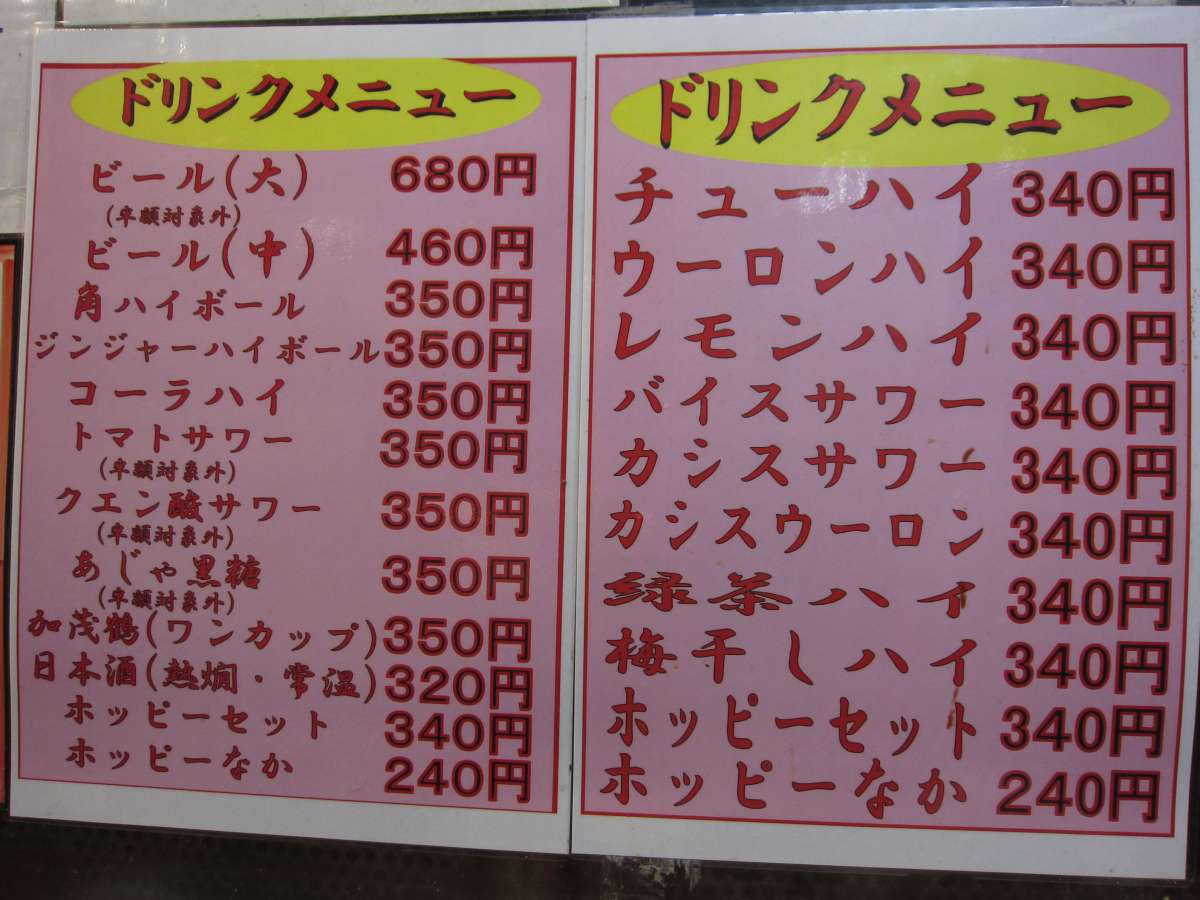 ドリンクメニュー
ビール(大) 680円
(半額対象外)
ビール(中) 460円
角ハイボール 350円
ジンジャーハイボール 350円
コーラハイ 350円
トマトサワー 350円
(半額対象外)
クエン酸サワー 350円
(半額対象外)
あじゃ黒糖 350円
(半額対象外)
加茂鶴(ワンカップ) 350円
日本酒(熱燗・常温) 320円
ホッピーセット 340円
ホッピーなか 240円
ドリンクメニュー
チューハイ 340円
ウーロンハイ 340円
レモンハイ 340円
バイスサワー 340円
カシスサワー 340円
カシスウーロン 340円
緑茶ハイ 340円
梅干しハイ 340円
ホッピーセット 340円
ホッピーなか 240円